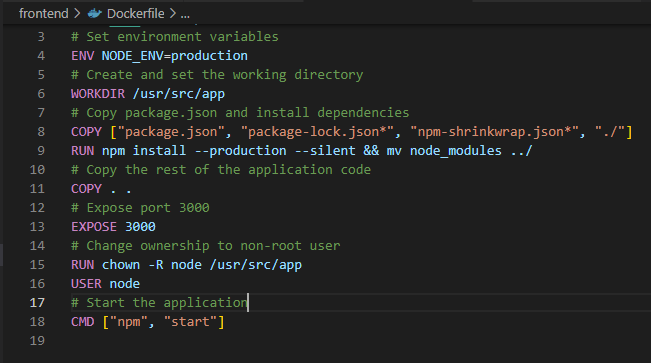 frontend > Dockerfile > ...
3 # Set environment variables
4 ENV NODE_ENV=production
5 # Create and set the working directory
6 WORKDIR /usr/src/app
7 # Copy package.json and install dependencies
8 COPY ["package.json", "package-lock.json*", "npm-shrinkwrap.json*", "./"]
9 RUN npm install --production --silent && mv node_modules ../
10 # Copy the rest of the application code
11 COPY . .
12 # Expose port 3000
13 EXPOSE 3000
14 # Change ownership to non-root user
15 RUN chown -R node /usr/src/app
16 USER node
17 # Start the application
18 CMD ["npm", "start"]
19